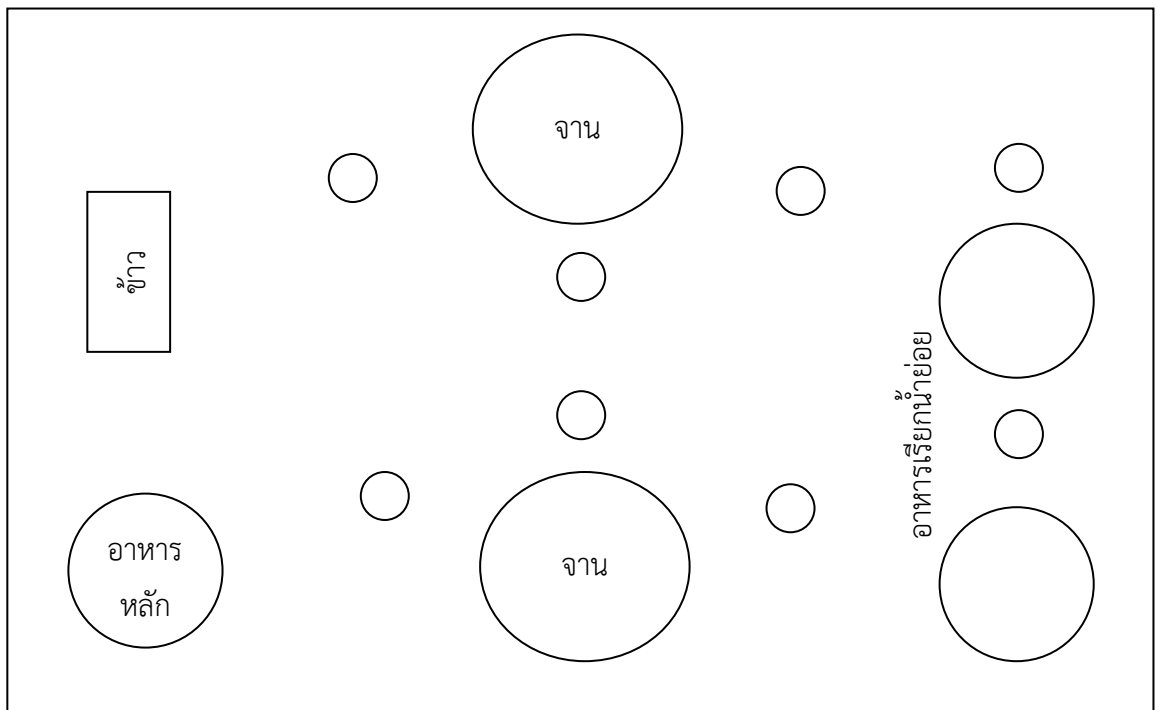 จาน
ข้าว
อาหารเรียกน้ำย่อย
อาหาร
หลัก
จาน